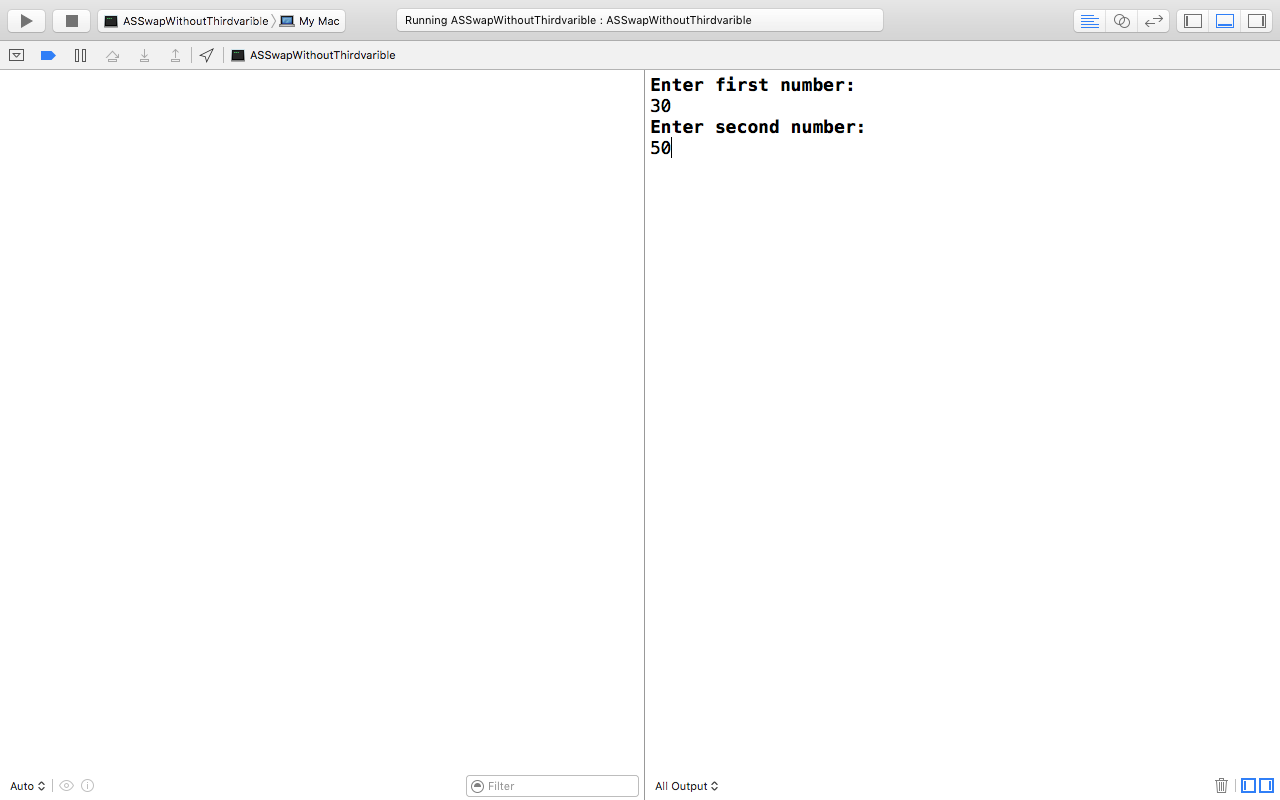 ASSwapWithoutThirdvarible
My Mac
Running ASSwapWithoutThirdvarible : ASSwapWithoutThirdvarible
ASSwapWithoutThirdvarible
Enter first number:
30
Enter second number:
50
Auto
Filter
All Output